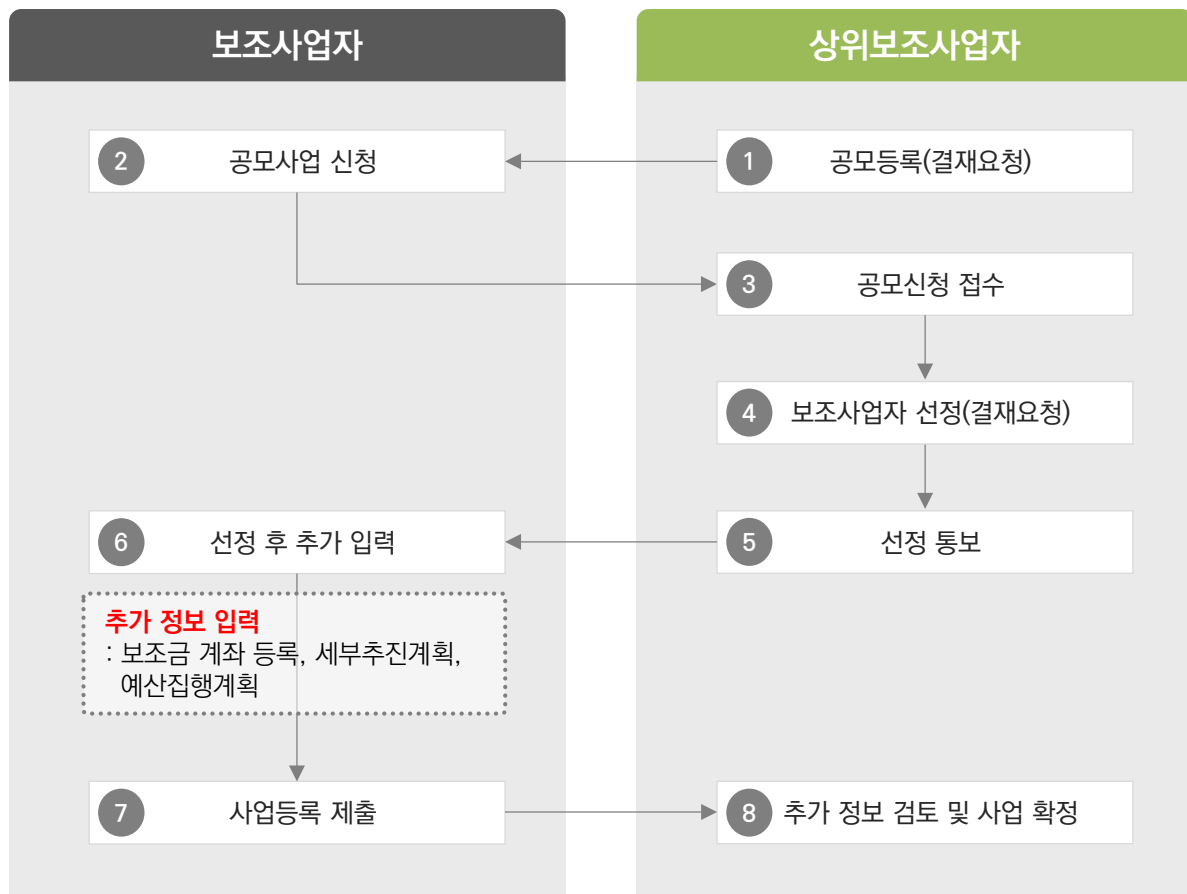 보조사업자
상위보조사업자
1 공모등록(결재요청)
2 공모사업 신청
3 공모신청 접수
4 보조사업자 선정(결재요청)
5 선정 통보
6 선정 후 추가 입력
추가 정보 입력
: 보조금 계좌 등록, 세부추진계획,
예산집행계획
7 사업등록 제출
8 추가 정보 검토 및 사업 확정